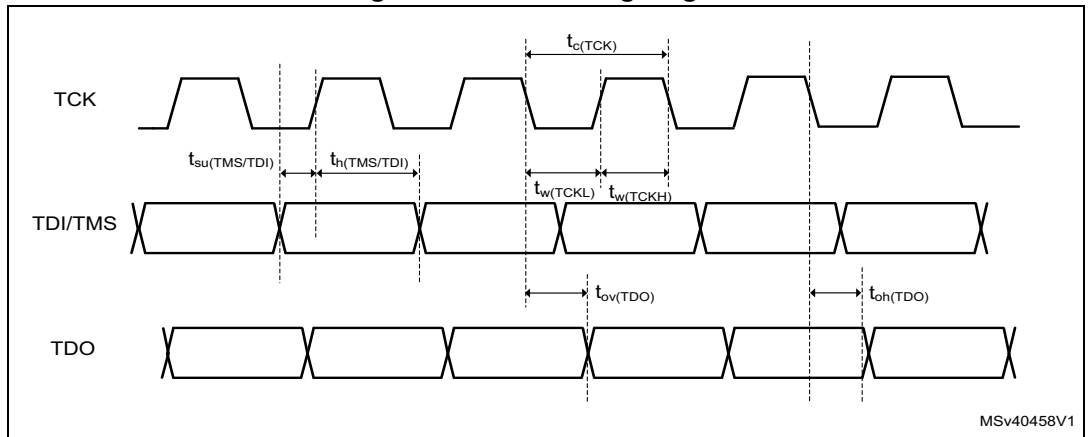 tc(TCK)
TCK
tsu(TMS/TDI) th(TMS/TDI)
tw(TCKL) tw(TCKH)
TDI/TMS
tov(TDO) toh(TDO)
TDO
MSv40458V1